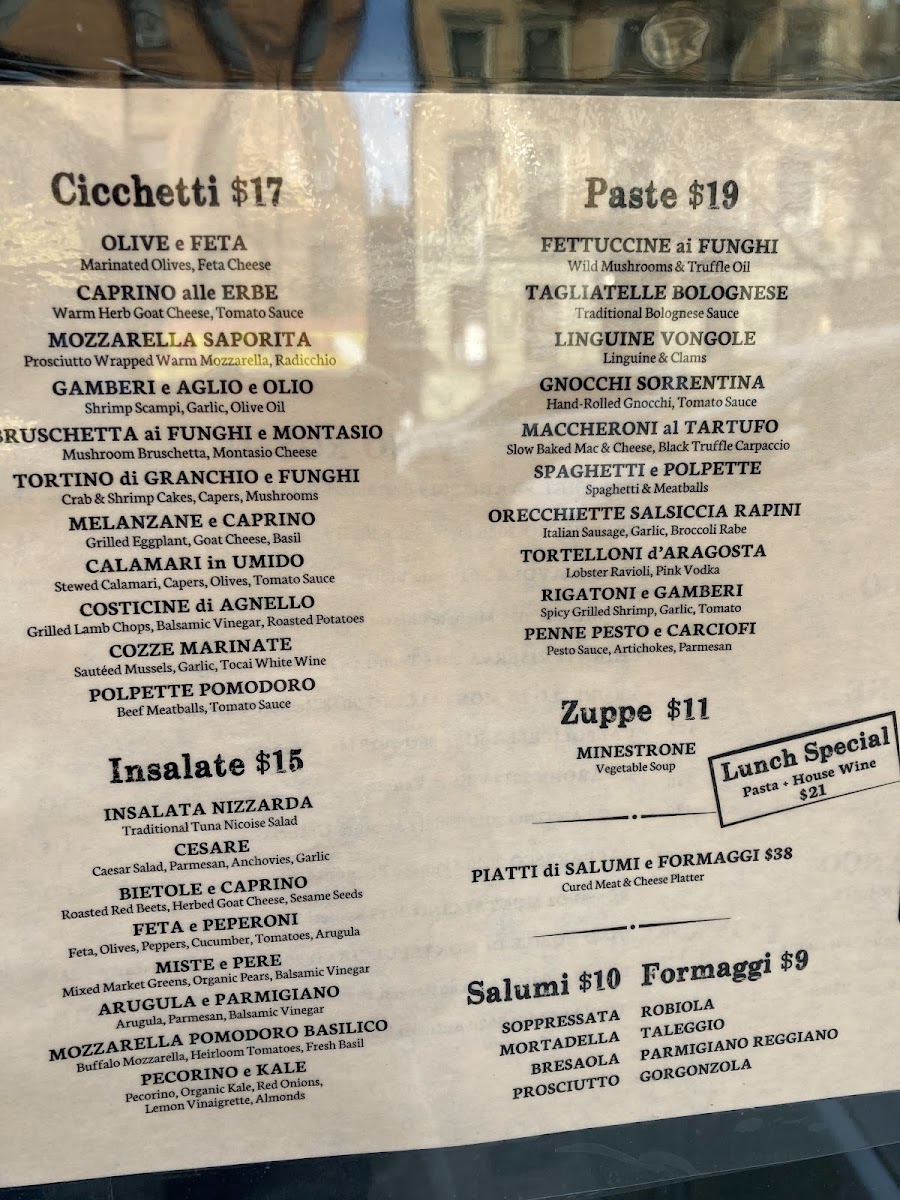 Cicchetti $17
OLIVE e FETA
Marinated Olives, Feta Cheese
CAPRINO alle ERBE
Warm Herb Goat Cheese, Tomato Sauce
MOZZARELLA SAPORITA
Prosciutto Wrapped Warm Mozzarella, Radicchio
GAMBERI e AGLIO e OLIO
Shrimp Scampi, Garlic, Olive Oil
BRUSCHETTA ai FUNGHI e MONTASIO
Mushroom Bruschetta, Montasio Cheese
TORTINO di GRANCHIO e FUNGHI
Crab & Shrimp Cakes, Capers, Mushrooms
MELANZANE e CAPRINO
Grilled Eggplant, Goat Cheese, Basil
CALAMARI in UMIDO
Stewed Calamari, Capers, Olives, Tomato Sauce
COSTICINE di AGNELLO
Grilled Lamb Chops, Balsamic Vinegar, Roasted Potatoes
COZZE MARINATE
Sautéed Mussels, Garlic, Tocai White Wine
POLPETTE POMODORO
Beef Meatballs, Tomato Sauce
Insalate $15
INSALATA NIZZARDA
Traditional Tuna Nicoise Salad
CESARE
Caesar Salad, Parmesan, Anchovies, Garlic
BIETOLE e CAPRINO
Roasted Red Beets, Herbed Goat Cheese, Sesame Seeds
FETA e PEPERONI
Feta, Olives, Peppers, Cucumber, Tomatoes, Arugula
MISTE e PERE
Mixed Market Greens, Organic Pears, Balsamic Vinegar
ARUGULA e PARMIGIANO
Arugula, Parmesan, Balsamic Vinegar
MOZZARELLA POMODORO BASILICO
Buffalo Mozzarella, Heirloom Tomatoes, Fresh Basil
PECORINO e KALE
Pecorino, Organic Kale, Red Onions,
Lemon Vinaigrette, Almonds
Paste $19
FETTUCCINE ai FUNGHI
Wild Mushrooms & Truffle Oil
TAGLIATELLE BOLOGNESE
Traditional Bolognese Sauce
LINGUINE VONGOLE
Linguine & Clams
GNOCCHI SORRENTINA
Hand-Rolled Gnocchi, Tomato Sauce
MACCHERONI al TARTUFO
Slow Baked Mac & Cheese, Black Truffle Carpaccio
SPAGHETTI e POLPETTE
Spaghetti & Meatballs
ORECCHIETTE SALSICCIA RAPINI
Italian Sausage, Garlic, Broccoli Rabe
TORTELLONI d'ARAGOSTA
Lobster Ravioli, Pink Vodka
RIGATONI e GAMBERI
Spicy Grilled Shrimp, Garlic, Tomato
PENNE PESTO e CARCIOFI
Pesto Sauce, Artichokes, Parmesan
Zuppe $11
MINESTRONE
Vegetable Soup
Lunch Special
Pasta + House Wine
$21
PIATTI di SALUMI e FORMAGGI $38
Cured Meat & Cheese Platter
Salumi $10
SOPPRESSATA
MORTADELLA
BRESAOLA
PROSCIUTTO
Formaggi $9
ROBIOLA
TALEGGIO
PARMIGIANO REGGIANO
GORGONZOLA